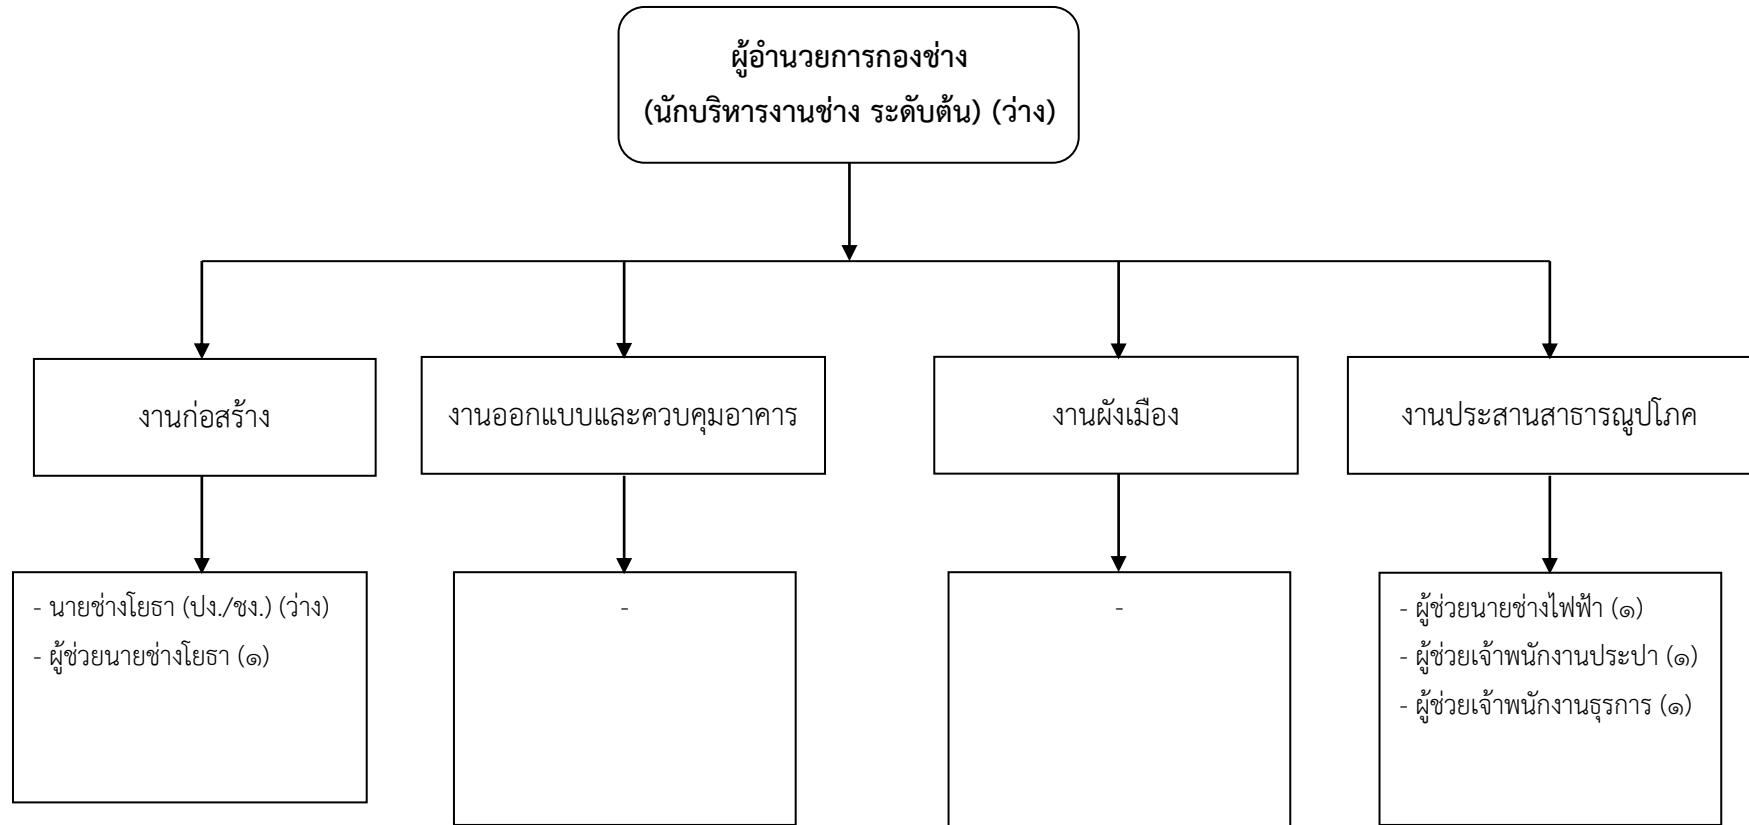 ผู้อำนวยการกองช่าง
(นักบริหารงานช่าง ระดับต้น) (ว่าง)
งานก่อสร้าง
งานออกแบบและควบคุมอาคาร
งานผังเมือง
งานประสานสาธารณูปโภค
- นายช่างโยธา (ปง./ชง.) (ว่าง)
- ผู้ช่วยนายช่างโยธา (๑)
-
-
- ผู้ช่วยนายช่างไฟฟ้า (๑)
- ผู้ช่วยเจ้าพนักงานประปา (๑)
- ผู้ช่วยเจ้าพนักงานธุรการ (๑)